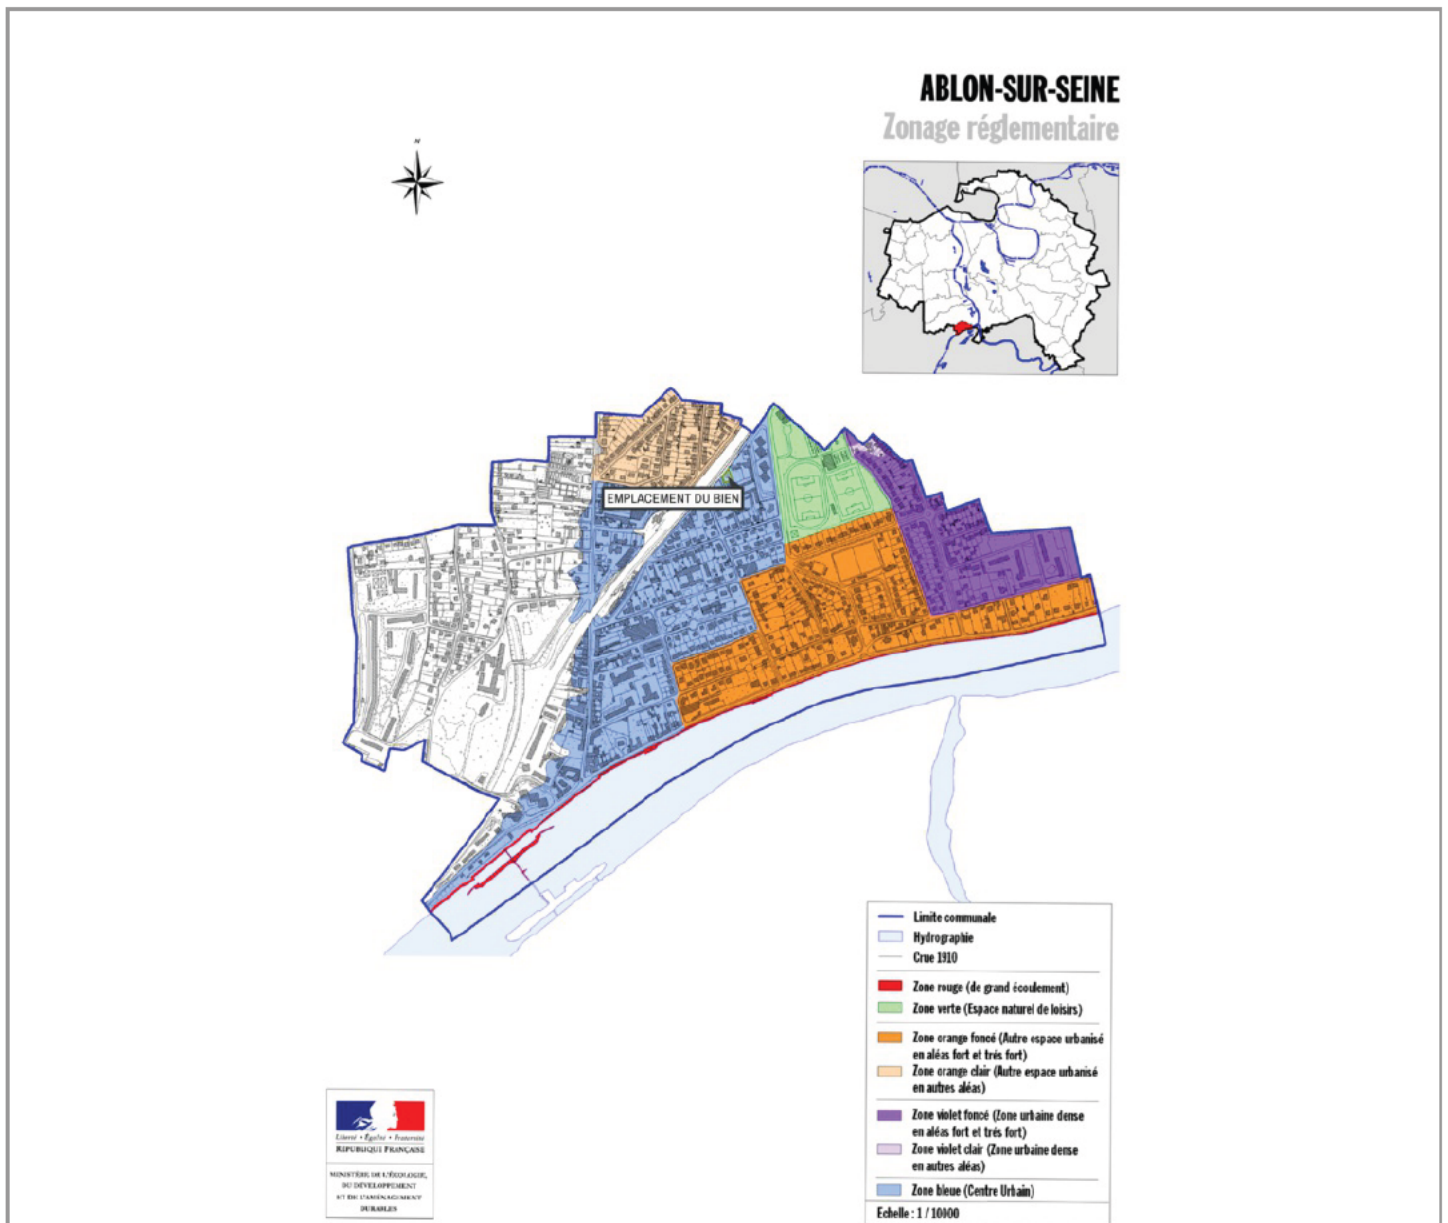 ABLON-SUR-SEINE
Zonage réglementaire
N
EMPLACEMENT DU BIEN
Limite communale
Hydrographie
Crue 1910
Zone rouge (de grand écoulement)
Zone verte (Espace naturel de loisirs)
Zone orange foncé (Autre espace urbanisé
en aléas fort et trés fort)
Zone orange clair (Autre espace urbanisé
en autres aléas)
Zone violet foncé (Zone urbaine dense
en aléas fort et trés fort)
Zone violet clair (Zone urbaine dense
en autres aléas)
Zone bleue (Centre Urbain)
Echelle : 1 / 10000
Liberté • Égalité • Fraternité
RÉPUBLIQUE FRANÇAISE
MINISTÈRE DE L'ÉCOLOGIE,
DU DÉVELOPPEMENT
ET DE L'AMÉNAGEMENT
DURABLES